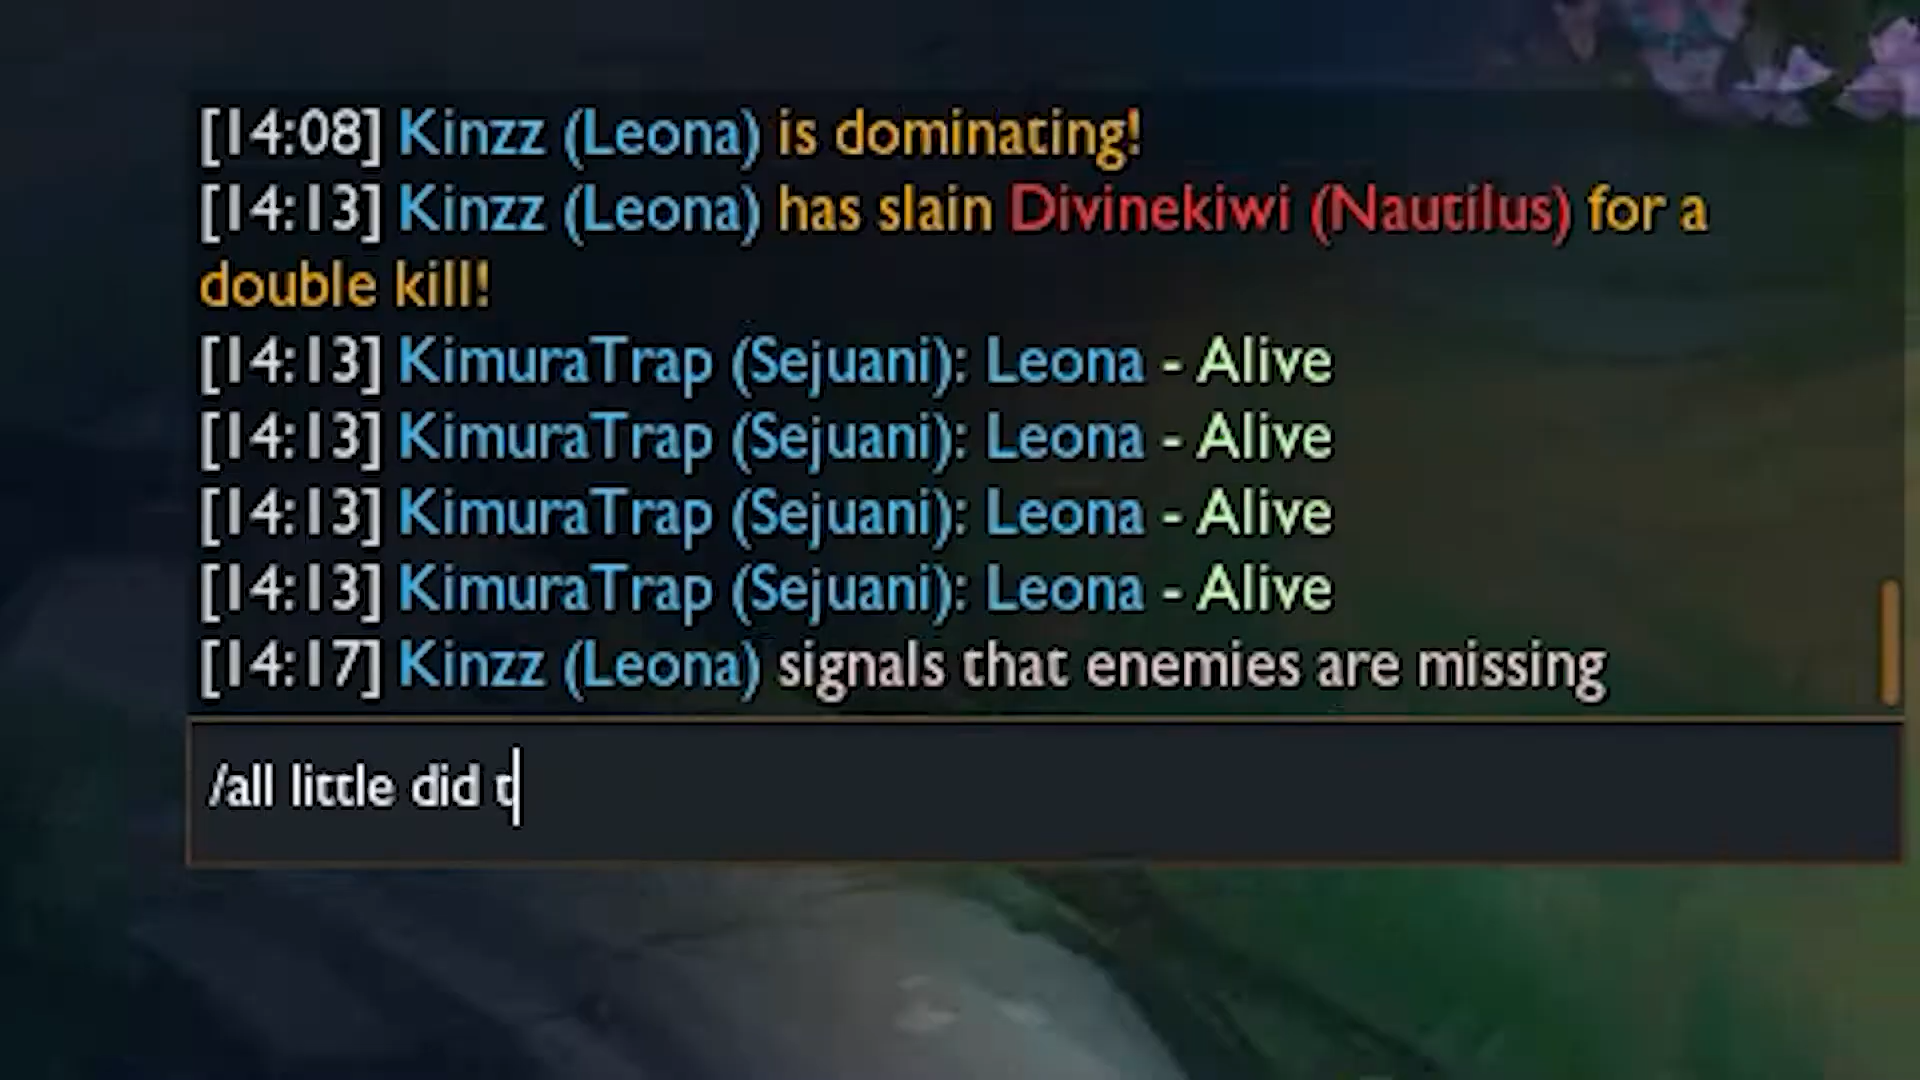 [14:08] Kinzz (Leona) is dominating!
[14:13] Kinzz (Leona) has slain Divinekiwi (Nautilus) for a
double kill!
[14:13] KimuraTrap (Sejuani): Leona - Alive
[14:13] KimuraTrap (Sejuani): Leona - Alive
[14:13] KimuraTrap (Sejuani): Leona - Alive
[14:13] KimuraTrap (Sejuani): Leona - Alive
[14:17] Kinzz (Leona) signals that enemies are missing
/all little did t